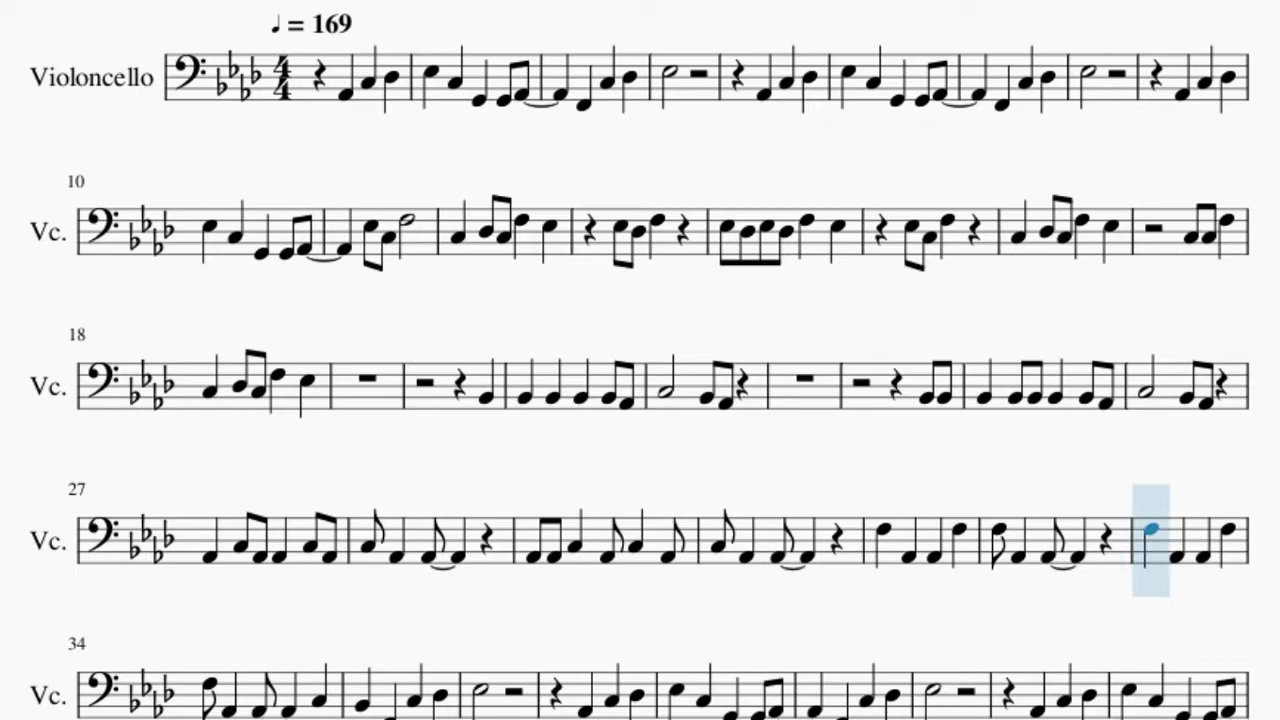 ♩ = 169
Violoncello
10
Vc.
18
Vc.
27
Vc.
34
Vc.